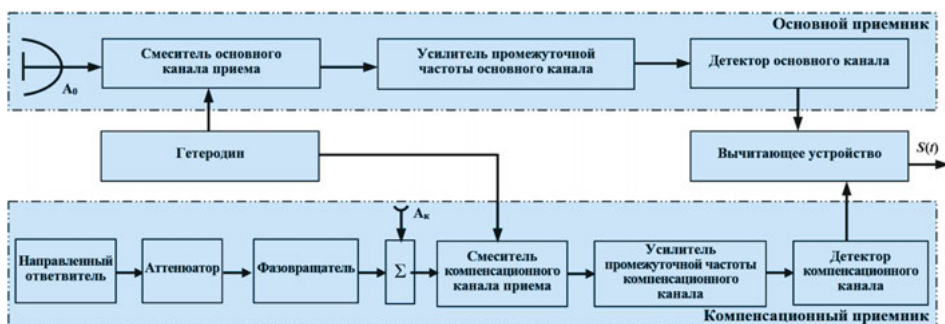 Основной приемник
Смеситель основного
канала приема
Усилитель промежуточной
частоты основного канала
Детектор основного канала
A₀
Гетеродин
Вычитающее устройство
S(t)
Aк
Направленный
ответвитель
Аттенюатор
Фазовращатель
Σ
Смеситель
компенсационного
канала приема
Усилитель
промежуточной частоты
компенсационного
канала
Детектор
компенсационного
канала
Компенсационный приемник